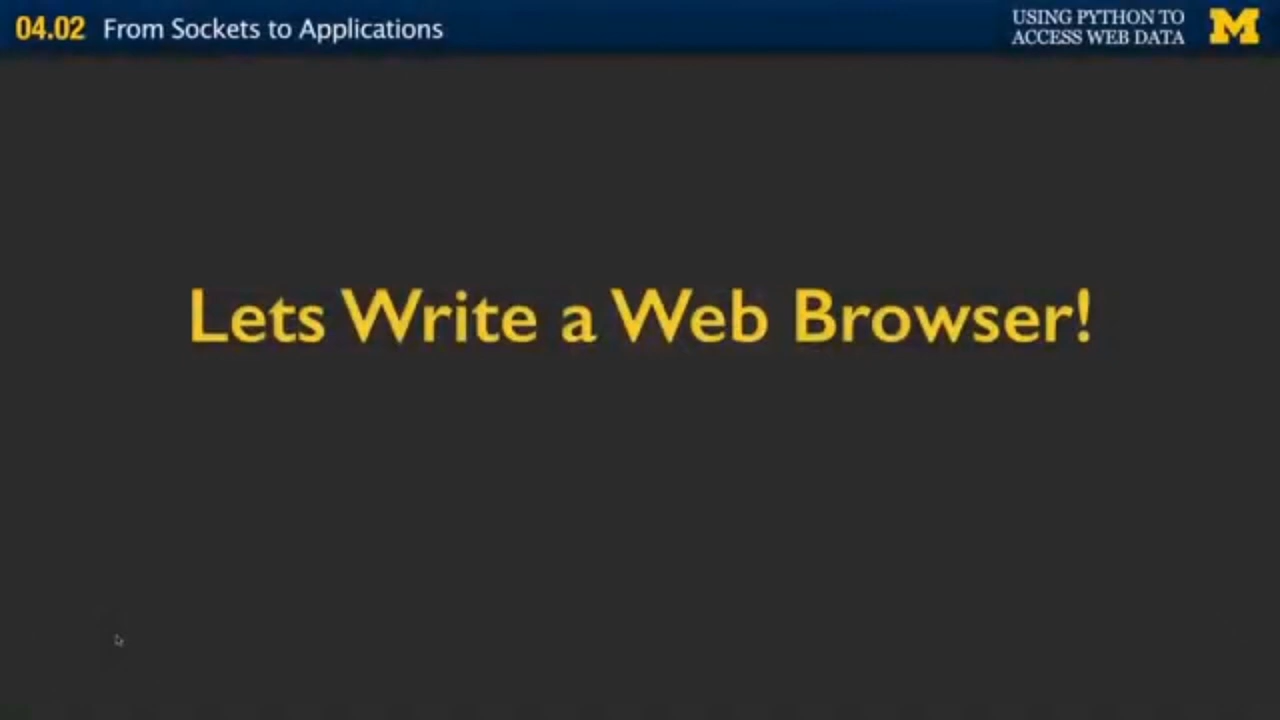 04.02 From Sockets to Applications
USING PYTHON TO
ACCESS WEB DATA
M
Lets Write a Web Browser!